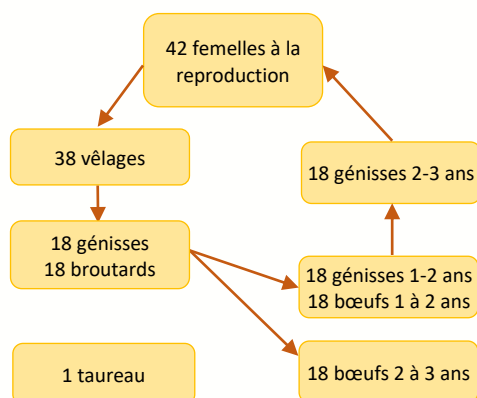 42 femelles à la
reproduction
38 vêlages
18 génisses 2-3 ans
18 génisses
18 broutards
18 génisses 1-2 ans
18 bœufs 1 à 2 ans
1 taureau
18 bœufs 2 à 3 ans